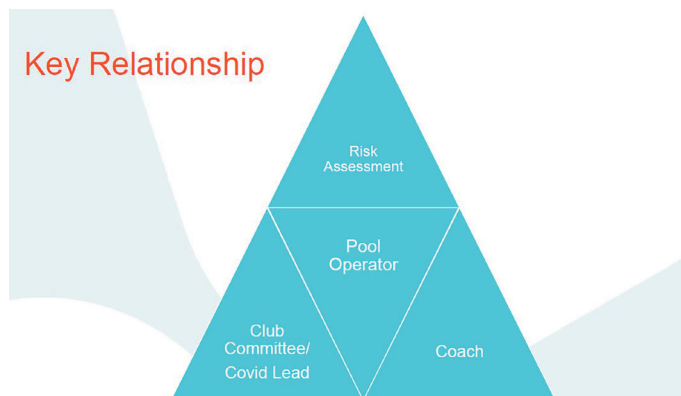 Key Relationship
Risk
Assessment
Pool
Operator
Club
Committee/
Covid Lead
Coach